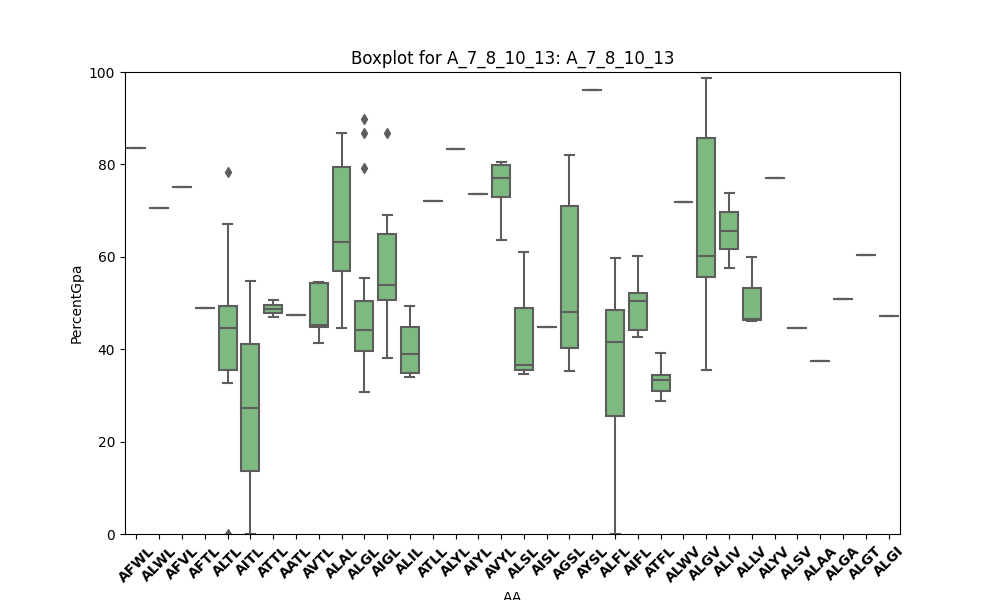 Boxplot for A_7_8_10_13: A_7_8_10_13
100
80
60
40
20
0
PercentGpa
AFWL ALWL AFVL AFTL ALTL AITL ATTL AATL AVTL ALAL ALGL AIGL ALIL ATLL ALYL AIYL AVYL ALSL AISL AGSL AYSL ALFL AIFL ATFL ALWV ALGV ALIV ALLV ALYV ALSV ALAA ALGA ALGT ALGI
AA